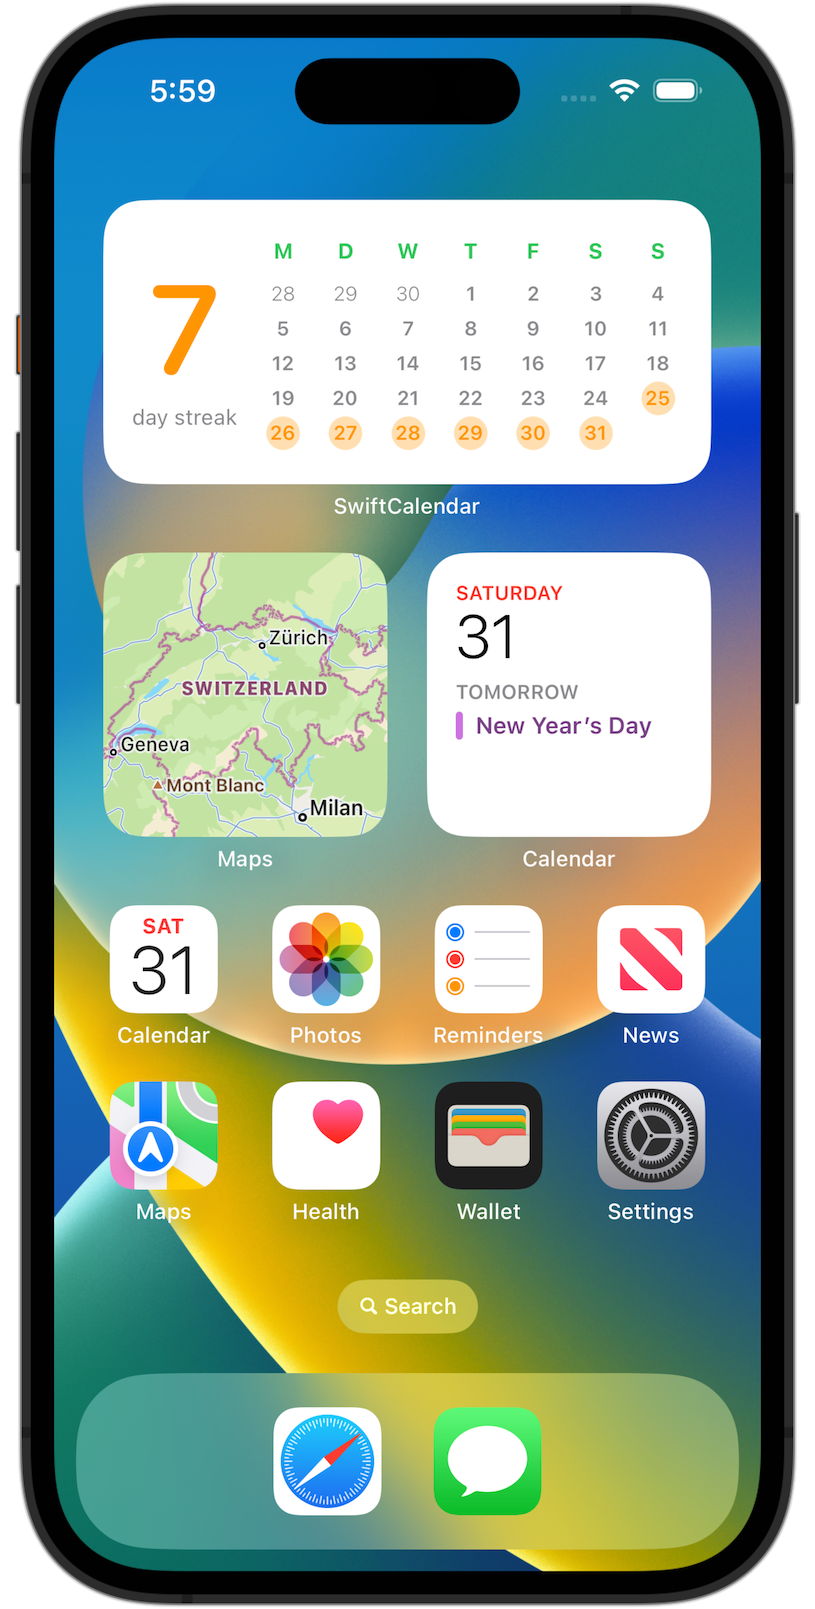 5:59
M D W T F S S
28 29 30 1 2 3 4
5 6 7 8 9 10 11
12 13 14 15 16 17 18
19 20 21 22 23 24 25
26 27 28 29 30 31
7
day streak
SwiftCalendar
Zürich
SWITZERLAND
Geneva
Mont Blanc
Milan
Maps
SATURDAY
31
TOMORROW
New Year’s Day
Calendar
SAT
31
Calendar Photos Reminders News
Maps Health Wallet Settings
Search